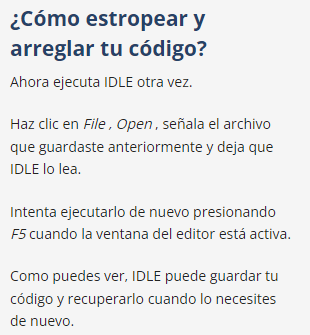 ¿Cómo estropear y
arreglar tu código?
Ahora ejecuta IDLE otra vez.
Haz clic en File , Open , señala el archivo
que guardaste anteriormente y deja que
IDLE lo lea.
Intenta ejecutarlo de nuevo presionando
F5 cuando la ventana del editor está activa.
Como puedes ver, IDLE puede guardar tu
código y recuperarlo cuando lo necesites
de nuevo.